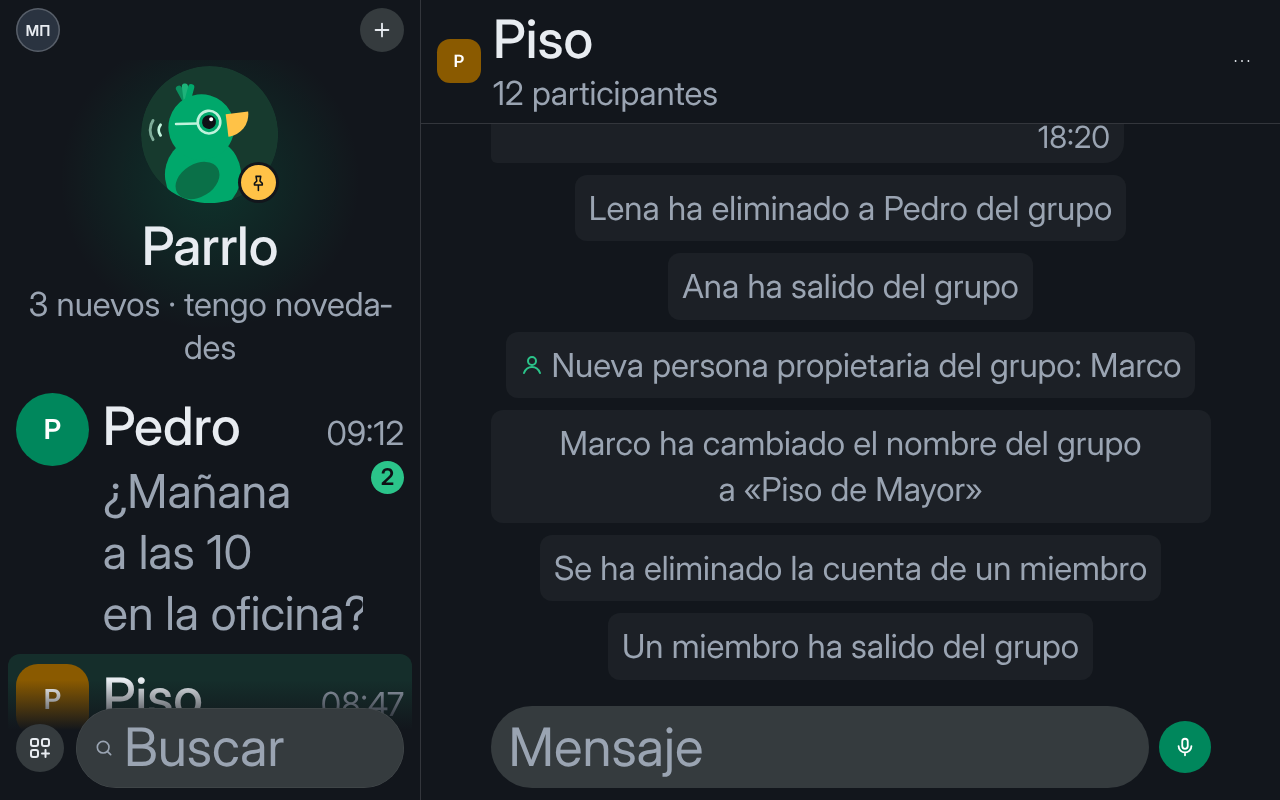 МП
Parrlo
3 nuevos · tengo noveda-
des
P
Pedro
09:12
¿Mañana
2
a las 10
en la oficina?
P
Piso
08:47
Buscar
P
Piso
12 participantes
18:20
Lena ha eliminado a Pedro del grupo
Ana ha salido del grupo
Nueva persona propietaria del grupo: Marco
Marco ha cambiado el nombre del grupo
a «Piso de Mayor»
Se ha eliminado la cuenta de un miembro
Un miembro ha salido del grupo
Mensaje